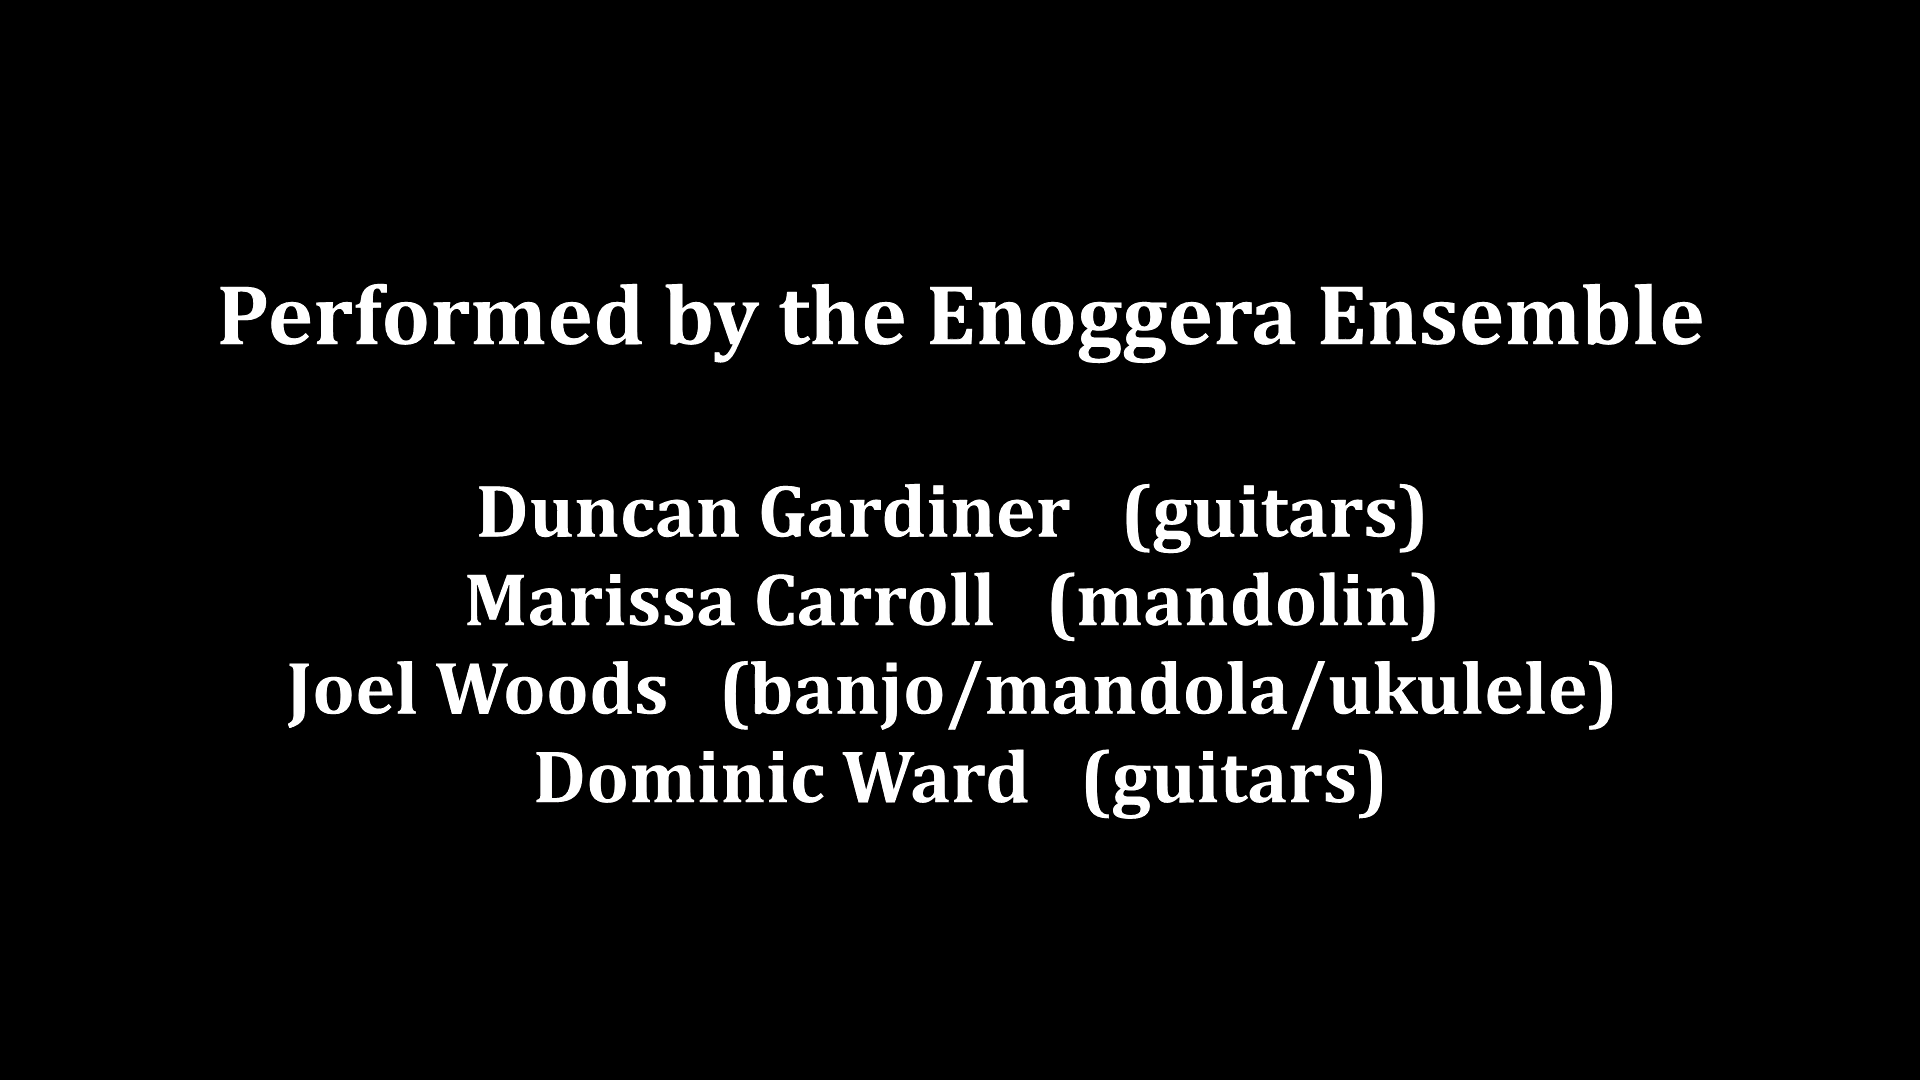 Performed by the Enoggera Ensemble
Duncan Gardiner (guitars)
Marissa Carroll (mandolin)
Joel Woods (banjo/mandola/ukulele)
Dominic Ward (guitars)